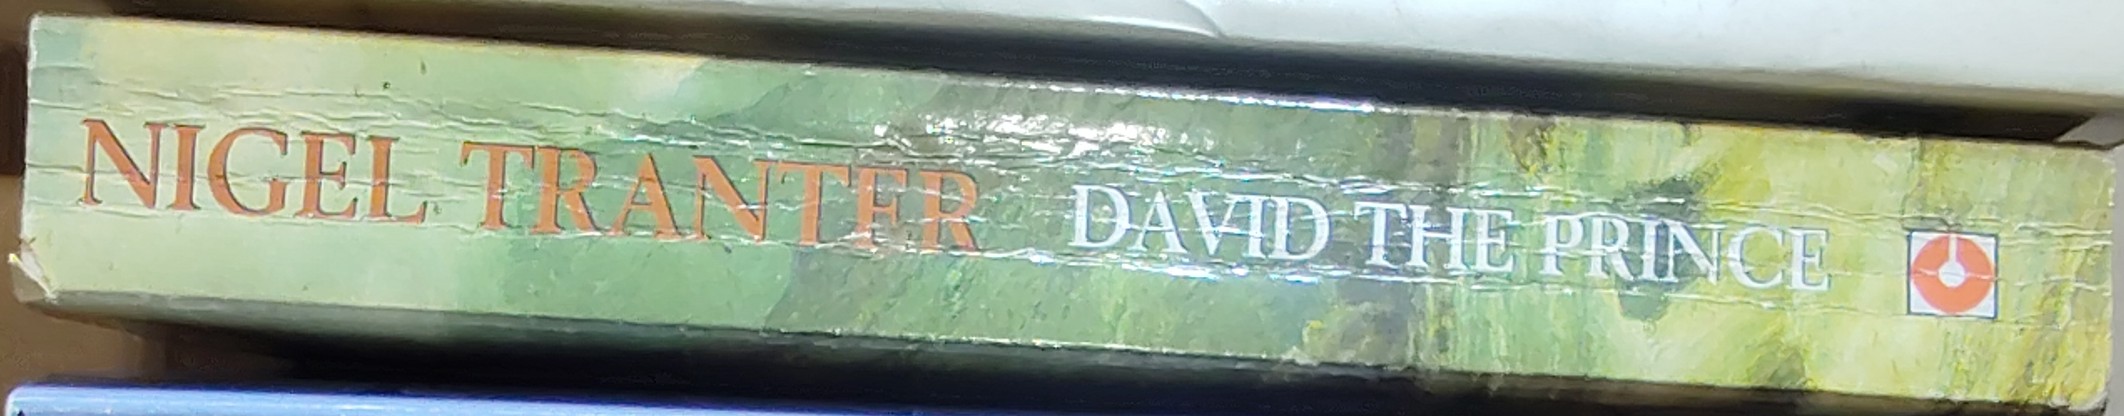 NIGEL TRANTER DAVID THE PRINCE